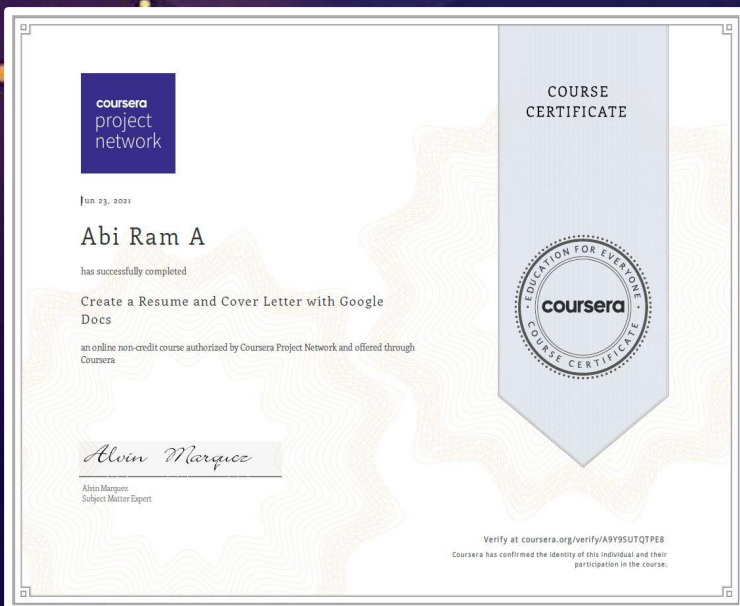 coursera
project
network
COURSE
CERTIFICATE
Jun 23, 2021
Abi Ram A
has successfully completed
Create a Resume and Cover Letter with Google
Docs
an online non-credit course authorized by Coursera Project Network and offered through
Coursera
EDUCATION FOR EVERYONE
coursera
COURSE CERTIFICATE
Alvin Marquez
Alvin Marquez
Subject Matter Expert
Verify at coursera.org/verify/A9Y9SUTQTPE8
Coursera has confirmed the identity of this individual and their
participation in the course.